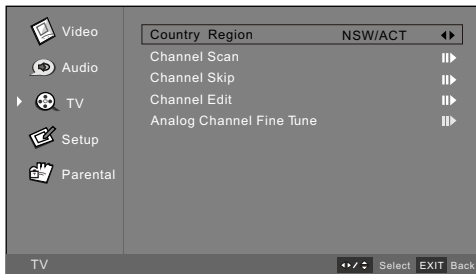 Video
Audio
TV
Setup
Parental
Country Region NSW/ACT
Channel Scan
Channel Skip
Channel Edit
Analog Channel Fine Tune
TV
Select EXIT Back